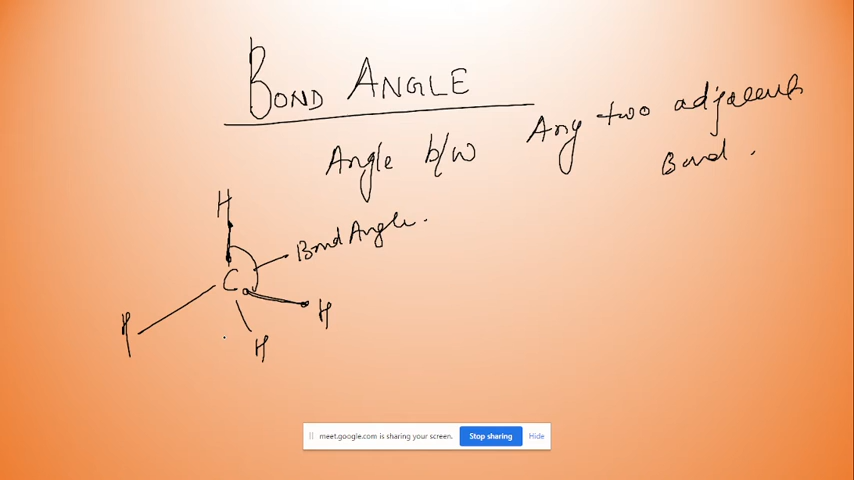 BOND ANGLE
Angle b/w Any two adjacent
Bond.
H
Bond Angle.
C
H
H
H
meet.google.com is sharing your screen. Stop sharing Hide